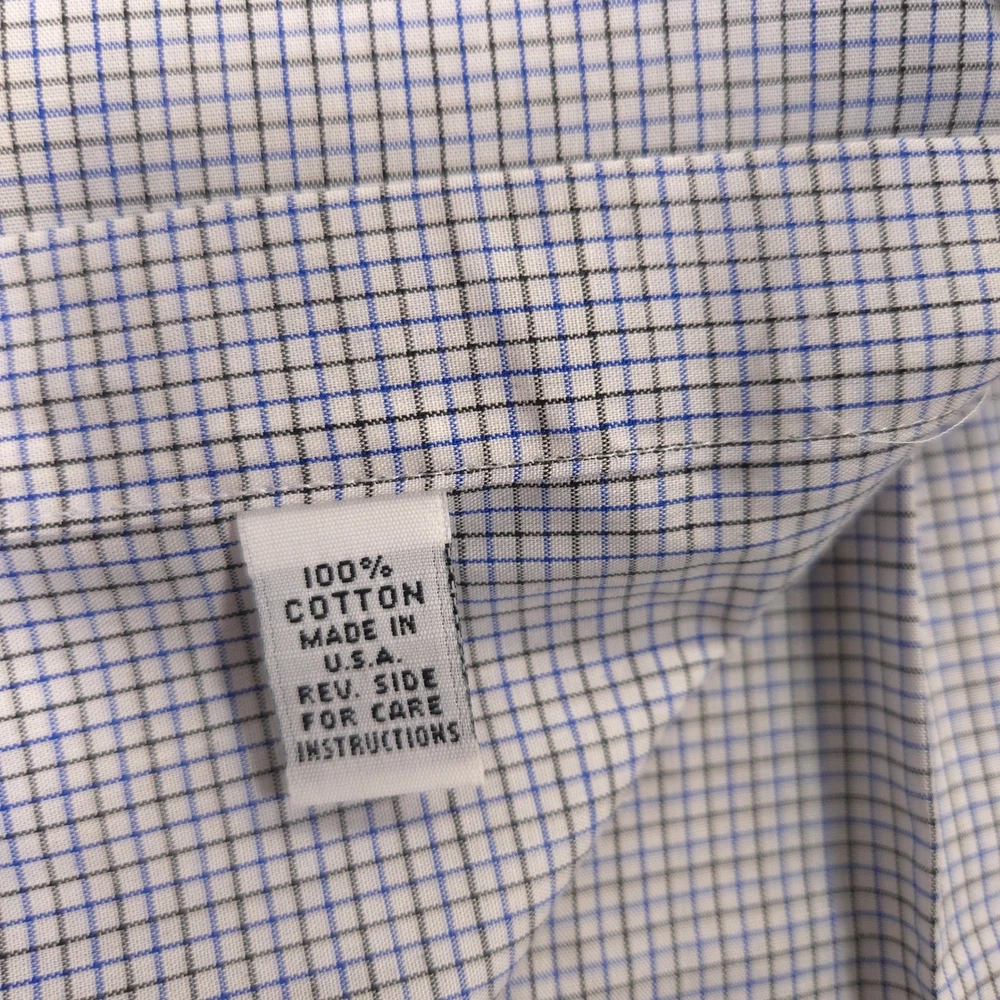 100%
COTTON
MADE IN
U.S.A.
REV. SIDE
FOR CARE
INSTRUCTIONS